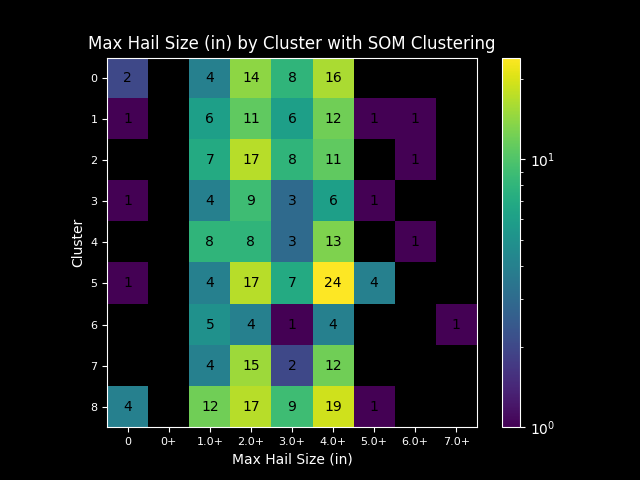 Max Hail Size (in) by Cluster with SOM Clustering
0 2 4 14 8 16
1 1 6 11 6 12 1 1
2 7 17 8 11 1
3 1 4 9 3 6 1
4 8 8 3 13 1
5 1 4 17 7 24 4
6 5 4 1 4 1
7 4 15 2 12
8 4 12 17 9 19 1
0 0+ 1.0+ 2.0+ 3.0+ 4.0+ 5.0+ 6.0+ 7.0+
Max Hail Size (in)
Cluster
10¹
10⁰